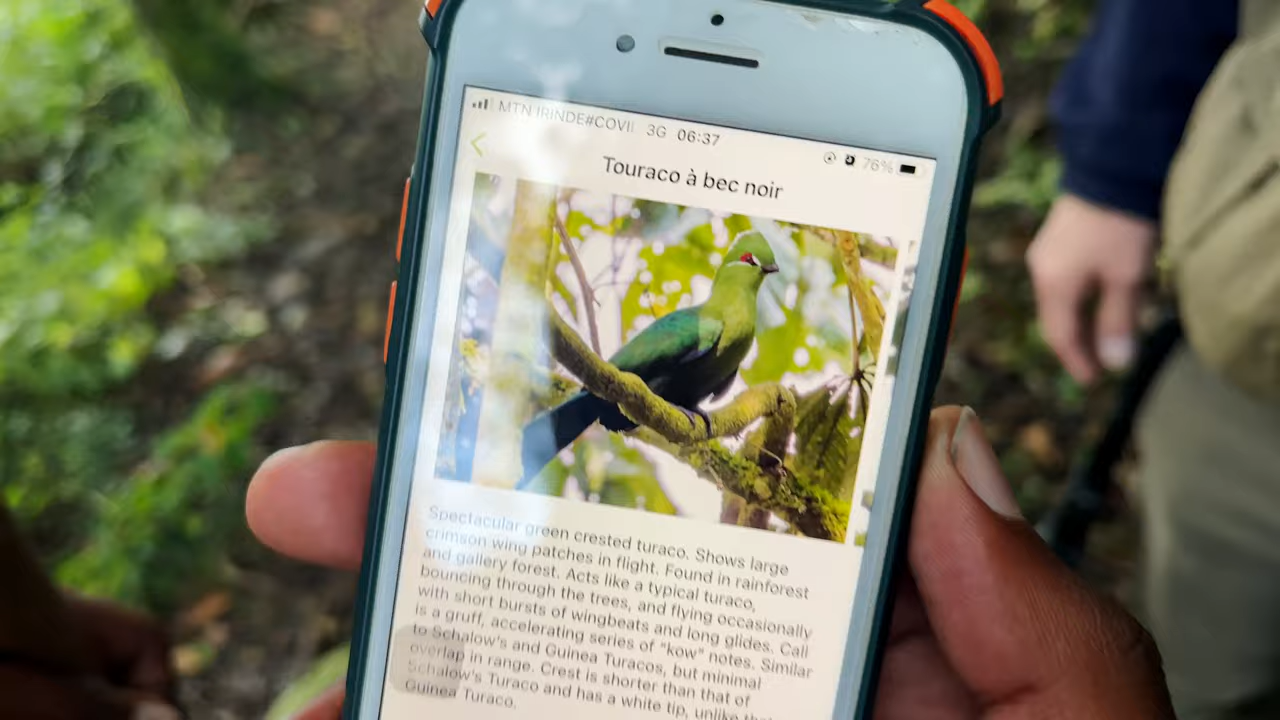 MTN IRINDE#COVII 3G 06:37
76%
Touraco à bec noir
Spectacular green crested turaco. Shows large
crimson wing patches in flight. Found in rainforest
and gallery forest. Acts like a typical turaco,
bouncing through the trees, and flying occasionally
with short bursts of wingbeats and long glides. Call
is a gruff, accelerating series of "kow" notes. Similar
to Schalow's and Guinea Turacos, but minimal
overlap in range. Crest is shorter than that of
Schalow's Turaco and has a white tip, unlike
Guinea Turaco.